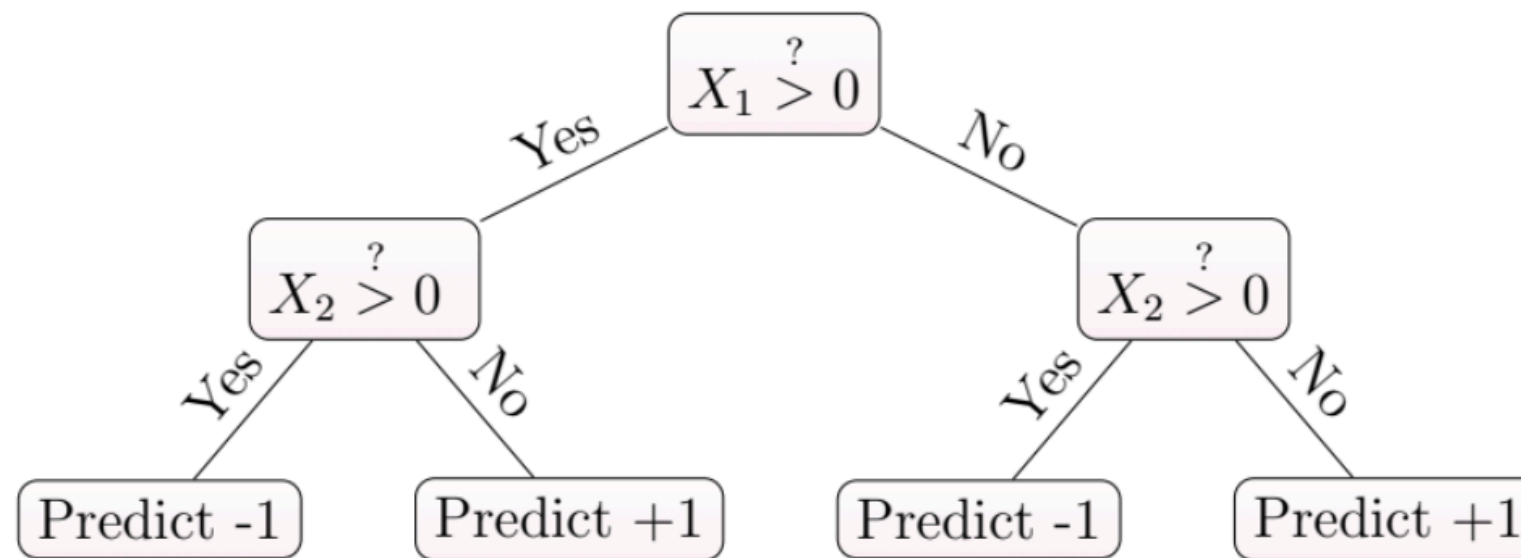 ?
X₁ > 0
Yes
No
?
X₂ > 0
?
X₂ > 0
Yes
No
Yes
No
Predict -1
Predict +1
Predict -1
Predict +1